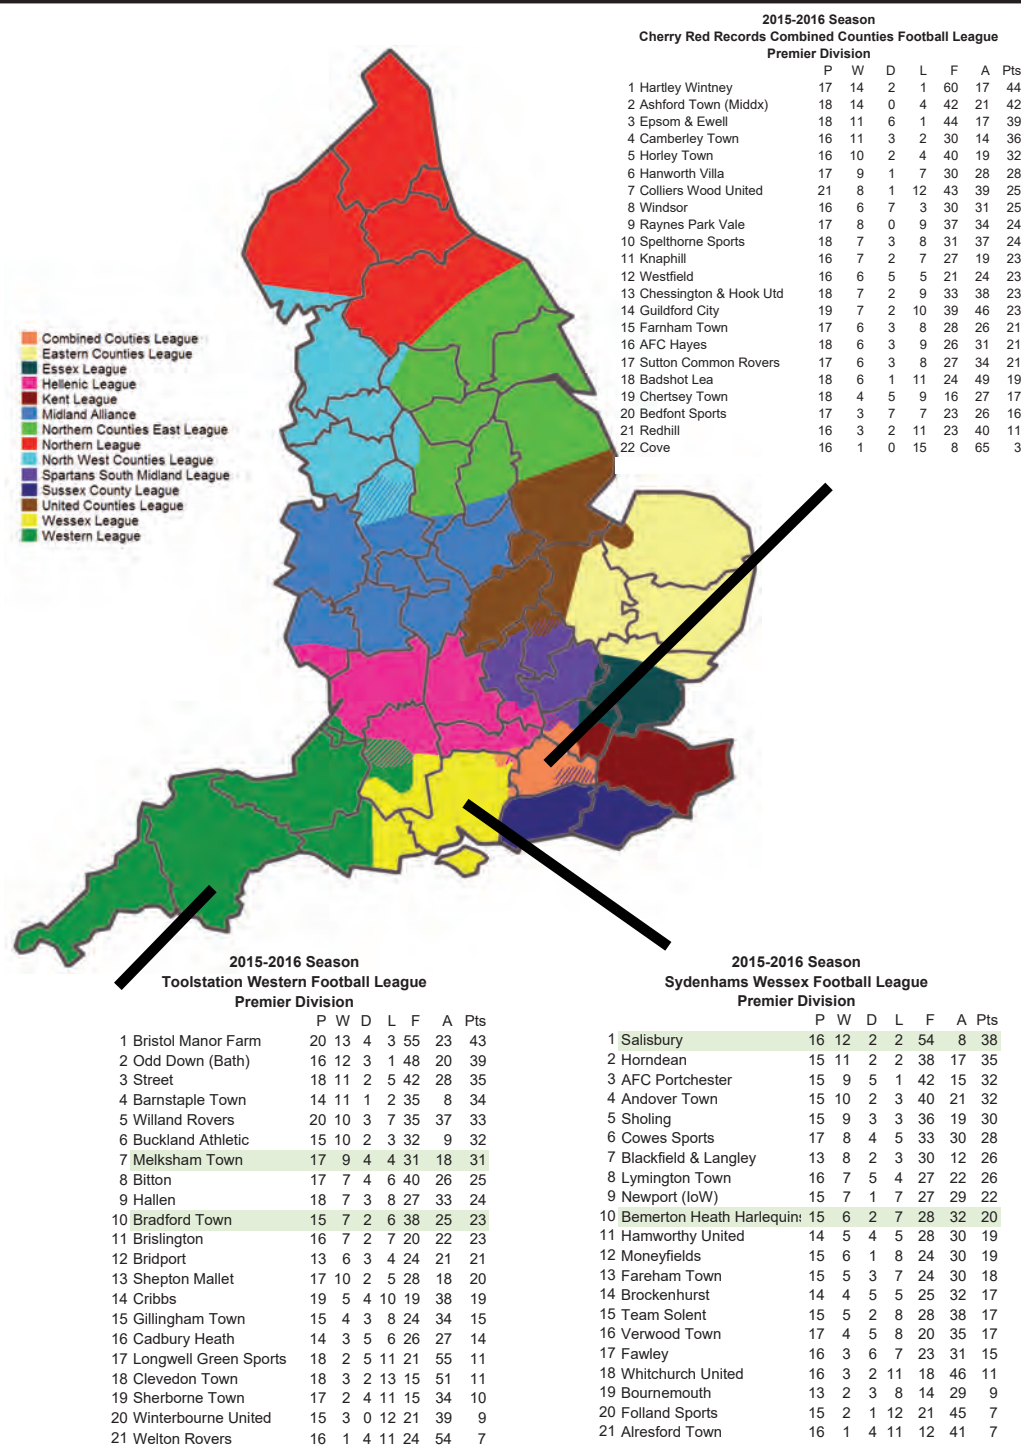 2015-2016 Season
Cherry Red Records Combined Counties Football League
Premier Division
P W D L F A Pts
1 Hartley Wintney 17 14 2 1 60 17 44
2 Ashford Town (Middx) 18 14 0 4 42 21 42
3 Epsom & Ewell 18 11 6 1 44 17 39
4 Camberley Town 16 11 3 2 30 14 36
5 Horley Town 16 10 2 4 40 19 32
6 Hanworth Villa 17 9 1 7 30 28 28
7 Colliers Wood United 21 8 1 12 43 39 25
8 Windsor 16 6 7 3 30 31 25
9 Raynes Park Vale 17 8 0 9 37 34 24
10 Spelthorne Sports 18 7 3 8 31 37 24
11 Knaphill 16 7 2 7 27 19 23
12 Westfield 16 6 5 5 21 24 23
13 Chessington & Hook Utd 18 7 2 9 33 38 23
14 Guildford City 19 7 2 10 39 46 23
15 Farnham Town 17 6 3 8 28 26 21
16 AFC Hayes 18 6 3 9 26 31 21
17 Sutton Common Rovers 17 6 3 8 27 34 21
18 Badshot Lea 18 6 1 11 24 49 19
19 Chertsey Town 18 4 5 9 16 27 17
20 Bedfont Sports 17 3 7 7 23 26 16
21 Redhill 16 3 2 11 23 40 11
22 Cove 16 1 0 15 8 65 3
Combined Couties League
Eastern Counties League
Essex League
Hellenic League
Kent League
Midland Alliance
Northern Counties East League
Northern League
North West Counties League
Spartans South Midland League
Sussex County League
United Counties League
Wessex League
Western League
2015-2016 Season
Toolstation Western Football League
Premier Division
P W D L F A Pts
1 Bristol Manor Farm 20 13 4 3 55 23 43
2 Odd Down (Bath) 16 12 3 1 48 20 39
3 Street 18 11 2 5 42 28 35
4 Barnstaple Town 14 11 1 2 35 8 34
5 Willand Rovers 20 10 3 7 35 37 33
6 Buckland Athletic 15 10 2 3 32 9 32
7 Melksham Town 17 9 4 4 31 18 31
8 Bitton 17 7 4 6 40 26 25
9 Hallen 18 7 3 8 27 33 24
10 Bradford Town 15 7 2 6 38 25 23
11 Brislington 16 7 2 7 20 22 23
12 Bridport 13 6 3 4 24 21 21
13 Shepton Mallet 17 10 2 5 28 18 20
14 Cribbs 19 5 4 10 19 38 19
15 Gillingham Town 15 4 3 8 24 34 15
16 Cadbury Heath 14 3 5 6 26 27 14
17 Longwell Green Sports 18 2 5 11 21 55 11
18 Clevedon Town 18 3 2 13 15 51 11
19 Sherborne Town 17 2 4 11 15 34 10
20 Winterbourne United 15 3 0 12 21 39 9
21 Welton Rovers 16 1 4 11 24 54 7
2015-2016 Season
Sydenhams Wessex Football League
Premier Division
P W D L F A Pts
1 Salisbury 16 12 2 2 54 8 38
2 Horndean 15 11 2 2 38 17 35
3 AFC Portchester 15 9 5 1 42 15 32
4 Andover Town 15 10 2 3 40 21 32
5 Sholing 15 9 3 3 36 19 30
6 Cowes Sports 17 8 4 5 33 30 28
7 Blackfield & Langley 13 8 2 3 30 12 26
8 Lymington Town 16 7 5 4 27 22 26
9 Newport (IoW) 15 7 1 7 27 29 22
10 Bemerton Heath Harlequins 15 6 2 7 28 32 20
11 Hamworthy United 14 5 4 5 28 30 19
12 Moneyfields 15 6 1 8 24 30 19
13 Fareham Town 15 5 3 7 24 30 18
14 Brockenhurst 14 4 5 5 25 32 17
15 Team Solent 15 5 2 8 28 38 17
16 Verwood Town 17 4 5 8 20 35 17
17 Fawley 16 3 6 7 23 31 15
18 Whitchurch United 16 3 2 11 18 46 11
19 Bournemouth 13 2 3 8 14 29 9
20 Folland Sports 15 2 1 12 21 45 7
21 Alresford Town 16 1 4 11 12 41 7